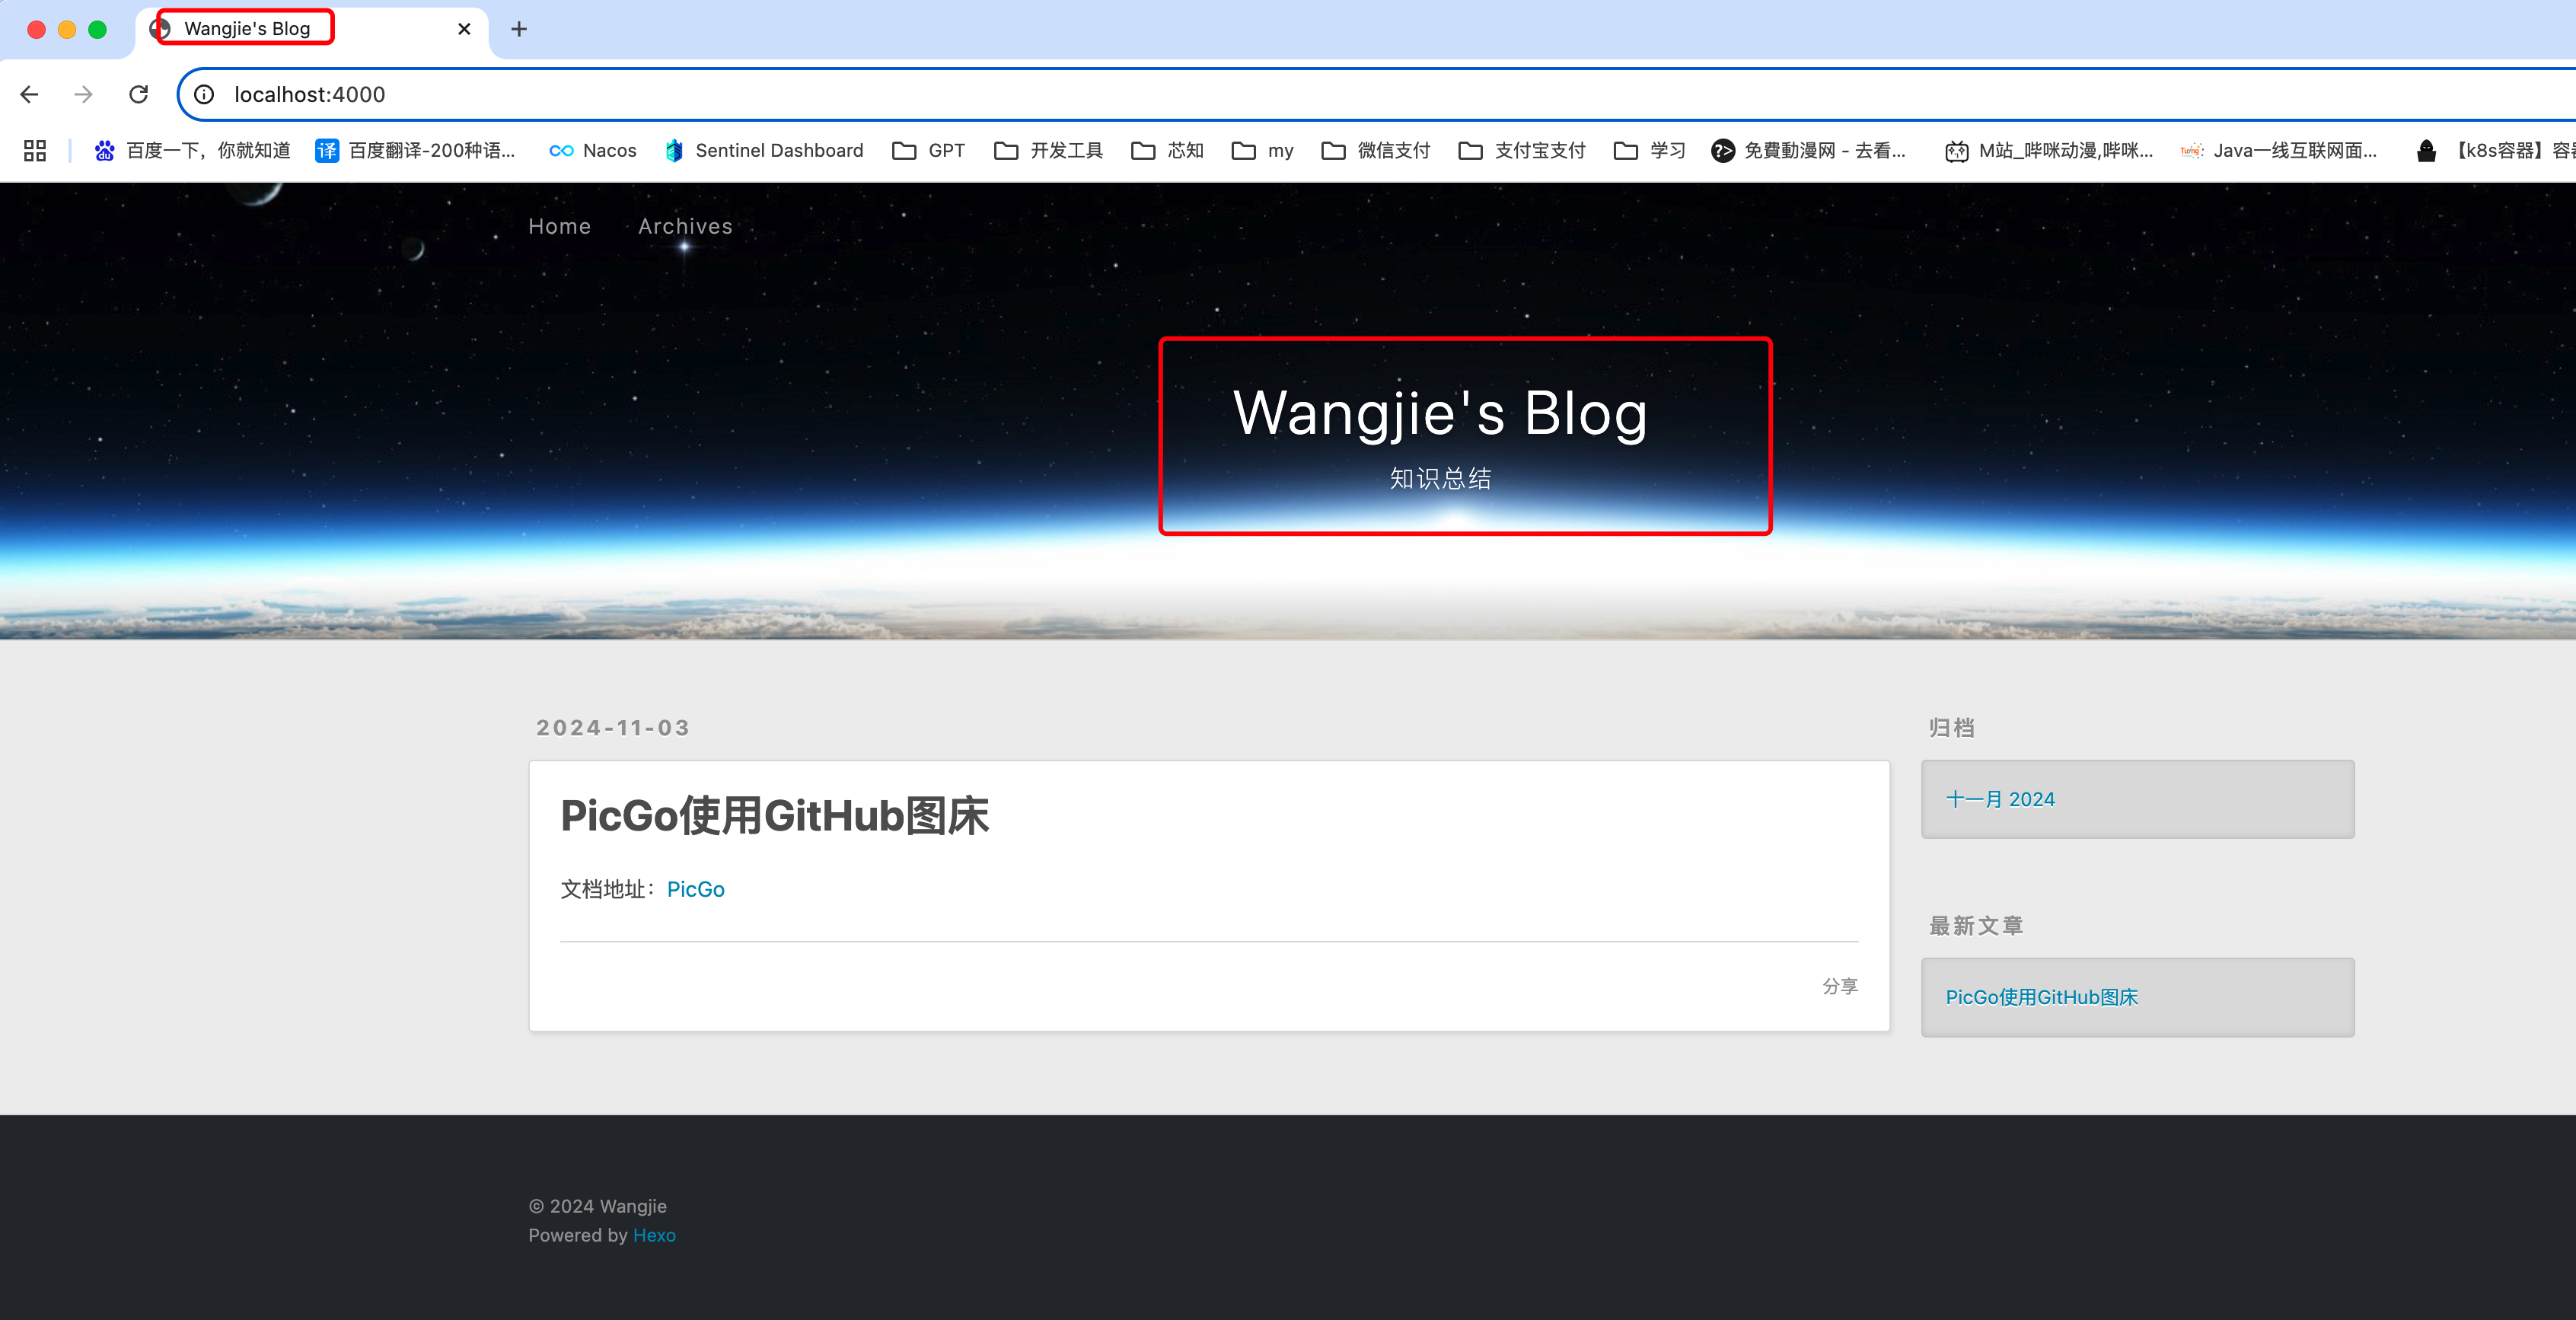 Wangjie's Blog
localhost:4000
百度一下，你就知道 百度翻译-200种语... Nacos Sentinel Dashboard GPT 开发工具 芯知 my 微信支付 支付宝支付 学习 免費動漫网 - 去看... M站_哔咪动漫,哔咪... Java一线互联网面... 【k8s容器】容
Home Archives
Wangjie's Blog
知识总结
2024-11-03
PicGo使用GitHub图床
文档地址：PicGo
分享
归档
十一月 2024
最新文章
PicGo使用GitHub图床
© 2024 Wangjie
Powered by Hexo